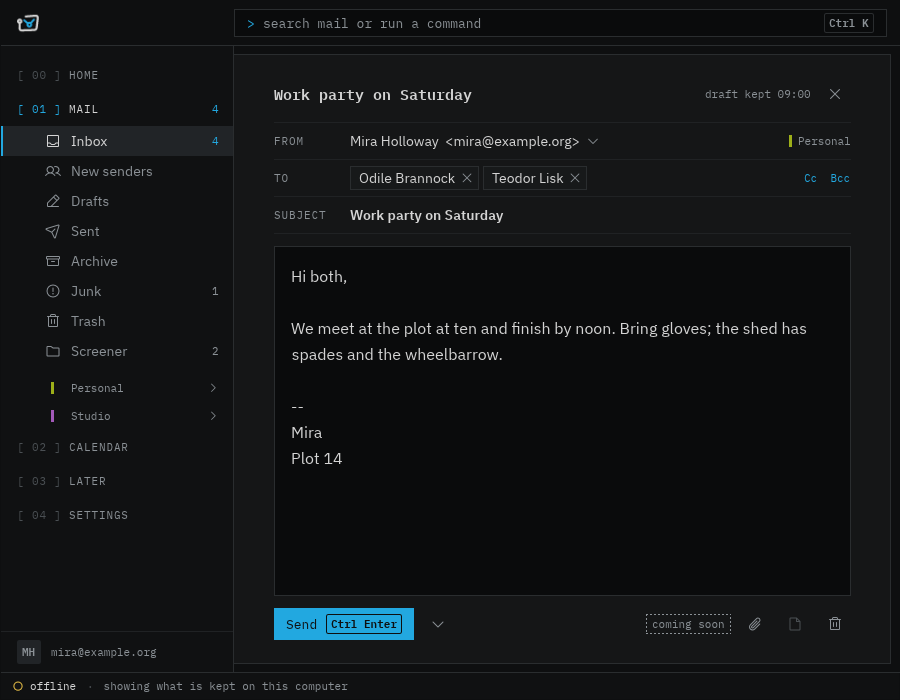 > search mail or run a command
Ctrl K
[ 00 ] HOME
[ 01 ] MAIL 4
Inbox 4
New senders
Drafts
Sent
Archive
Junk 1
Trash
Screener 2
Personal
Studio
[ 02 ] CALENDAR
[ 03 ] LATER
[ 04 ] SETTINGS
MH mira@example.org
Work party on Saturday
draft kept 09:00
FROM Mira Holloway <mira@example.org> Personal
TO Odile Brannock Teodor Lisk Cc Bcc
SUBJECT Work party on Saturday
Hi both,
We meet at the plot at ten and finish by noon. Bring gloves; the shed has
spades and the wheelbarrow.
--
Mira
Plot 14
Send Ctrl Enter
coming soon
offline · showing what is kept on this computer